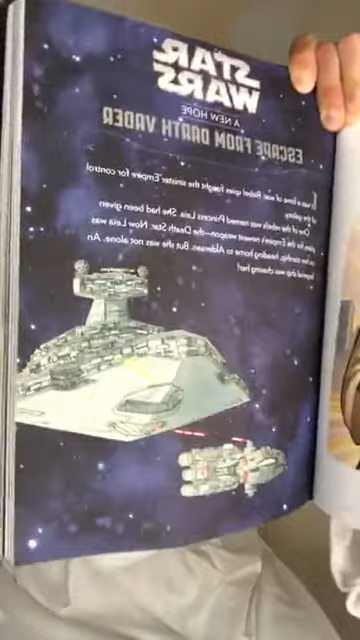 STAR
WARS
A NEW HOPE
ESCAPE FROM DARTH VADER
It was a time of war. Rebel spies fought the sinister Empire for control
of the galaxy.
One of the rebels was named Princess Leia. She had been given
plans for the Empire's newest weapon—the Death Star. Now Leia was
on her starship, heading home to Alderaan. But she was not alone. An
Imperial ship was chasing her!